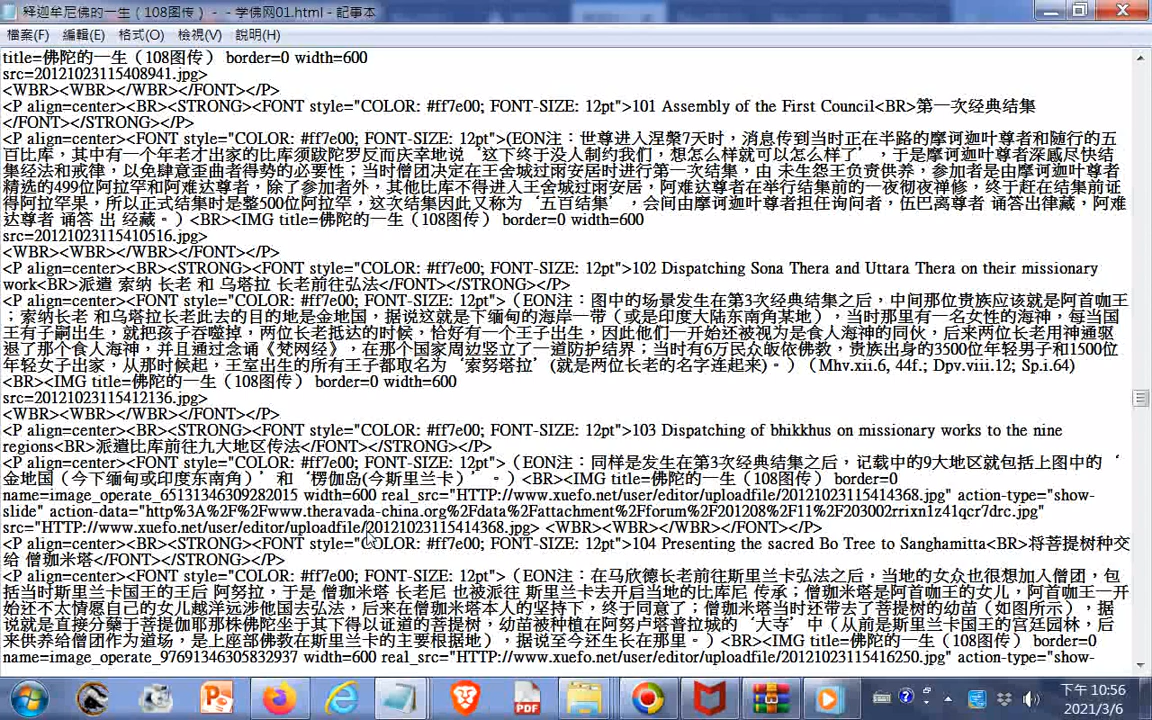 释迦牟尼佛的一生（108图传） - - 学佛网01.html - 記事本
檔案(F) 編輯(E) 格式(O) 檢視(V) 說明(H)
title=佛陀的一生（108图传） border=0 width=600
src=20121023115408941.jpg>
<WBR><WBR></WBR></FONT></P>
<P align=center><BR><STRONG><FONT style="COLOR: #ff7e00; FONT-SIZE: 12pt">101 Assembly of the First Council<BR>第一次经典结集
</FONT></STRONG></P>
<P align=center><FONT style="COLOR: #ff7e00; FONT-SIZE: 12pt">(EON注：世尊进入涅槃7天时，消息传到当时正在半路的摩诃迦叶尊者和随行的五
百比库，其中有一个年老才出家的比库须跋陀罗反而庆幸地说‘这下终于没人制约我们，想怎么样就可以怎么样了’，于是摩诃迦叶尊者深感尽快结
集经法和戒律，以免肆意歪曲者得势的必要性；当时僧团决定在王舍城过雨安居时进行第一次结集，由 未生怨王负责供养，参加者是由摩诃迦叶尊者
精选的499位阿拉罕和阿难达尊者，除了参加者外，其他比库不得进入王舍城过雨安居，阿难达尊者在举行结集前的一夜彻夜禅修，终于赶在结集前证
得阿拉罕果，所以正式结集时是整500位阿拉罕，这次结集因此又称为‘五百结集’，会间由摩诃迦叶尊者担任询问者，伍巴离尊者 诵答出律藏，阿难
达尊者 诵答 出 经藏。）<BR><IMG title=佛陀的一生（108图传） border=0 width=600
src=20121023115410516.jpg>
<WBR><WBR></WBR></FONT></P>
<P align=center><BR><STRONG><FONT style="COLOR: #ff7e00; FONT-SIZE: 12pt">102 Dispatching Sona Thera and Uttara Thera on their missionary
work<BR>派遣 索纳 长老 和 乌塔拉 长老前往弘法</FONT></STRONG></P>
<P align=center><FONT style="COLOR: #ff7e00; FONT-SIZE: 12pt">（EON注：图中的场景发生在第3次经典结集之后，中间那位贵族应该就是阿首咖王
；索纳长老 和乌塔拉长老此去的目的地是金地国，据说这就是下缅甸的海岸一带（或是印度大陆东南某地），当时那里有一名女性的海神，每当国
王有子嗣出生，就把孩子吞噬掉，两位长老抵达的时候，恰好有一个王子出生，因此他们一开始还被视为是食人海神的同伙，后来两位长老用神通驱
退了那个食人海神，并且通过念诵《梵网经》，在那个国家周边竖立了一道防护结界；当时有6万民众皈依佛教，贵族出身的3500位年轻男子和1500位
年轻女子出家，从那时候起，王室出生的所有王子都取名为‘索努塔拉’(就是两位长老的名字连起来)。）（Mhv.xii.6, 44f.; Dpv.viii.12; Sp.i.64)
<BR><IMG title=佛陀的一生（108图传） border=0 width=600
src=20121023115412136.jpg>
<WBR><WBR></WBR></FONT></P>
<P align=center><BR><STRONG><FONT style="COLOR: #ff7e00; FONT-SIZE: 12pt">103 Dispatching of bhikkhus on missionary works to the nine
regions<BR>派遣比库前往九大地区传法</FONT></STRONG></P>
<P align=center><FONT style="COLOR: #ff7e00; FONT-SIZE: 12pt">（EON注：同样是发生在第3次经典结集之后，记载中的9大地区就包括上图中的‘
金地国（今下缅甸或印度东南角）’和‘楞伽岛(今斯里兰卡）’。）<BR><IMG title=佛陀的一生（108图传） border=0
name=image_operate_65131346309282015 width=600 real_src="HTTP://www.xuefo.net/user/editor/uploadfile/20121023115414368.jpg" action-type="show-
slide" action-data="http%3A%2F%2Fwww.theravada-china.org%2Fdata%2Fattachment%2Fforum%2F201208%2F11%2F203002rrixn1z41qcr7drc.jpg"
src="HTTP://www.xuefo.net/user/editor/uploadfile/20121023115414368.jpg> <WBR><WBR></WBR></FONT></P>
<P align=center><BR><STRONG><FONT style="COLOR: #ff7e00; FONT-SIZE: 12pt">104 Presenting the sacred Bo Tree to Sanghamitta<BR>将菩提树种交
给 僧珈米塔</FONT></STRONG></P>
<P align=center><FONT style="COLOR: #ff7e00; FONT-SIZE: 12pt">（EON注：在马欣德长老前往斯里兰卡弘法之后，当地的女众也很想加入僧团，包
括当时斯里兰卡国王的王后 阿努拉，于是 僧珈米塔 长老尼 也被派往 斯里兰卡去开启当地的比库尼 传承；僧珈米塔是阿首咖王的女儿，阿首咖王一开
始还不太情愿自己的女儿越洋远涉他国去弘法，后来在僧珈米塔本人的坚持下，终于同意了；僧珈米塔当时还带去了菩提树的幼苗（如图所示），据
说就是直接分蘖于菩提伽耶那株佛陀坐于其下得以证道的菩提树，幼苗被种植在阿努卢塔普拉城的‘大寺’中（从前是斯里兰卡国王的宫廷园林，后
来供养给僧团作为道场，是上座部佛教在斯里兰卡的主要根据地），据说至今还生长在那里。）<BR><IMG title=佛陀的一生（108图传） border=0
name=image_operate_97691346305832937 width=600 real_src="HTTP://www.xuefo.net/user/editor/uploadfile/20121023115416250.jpg" action-type="show-
下午 10:56
2021/3/6